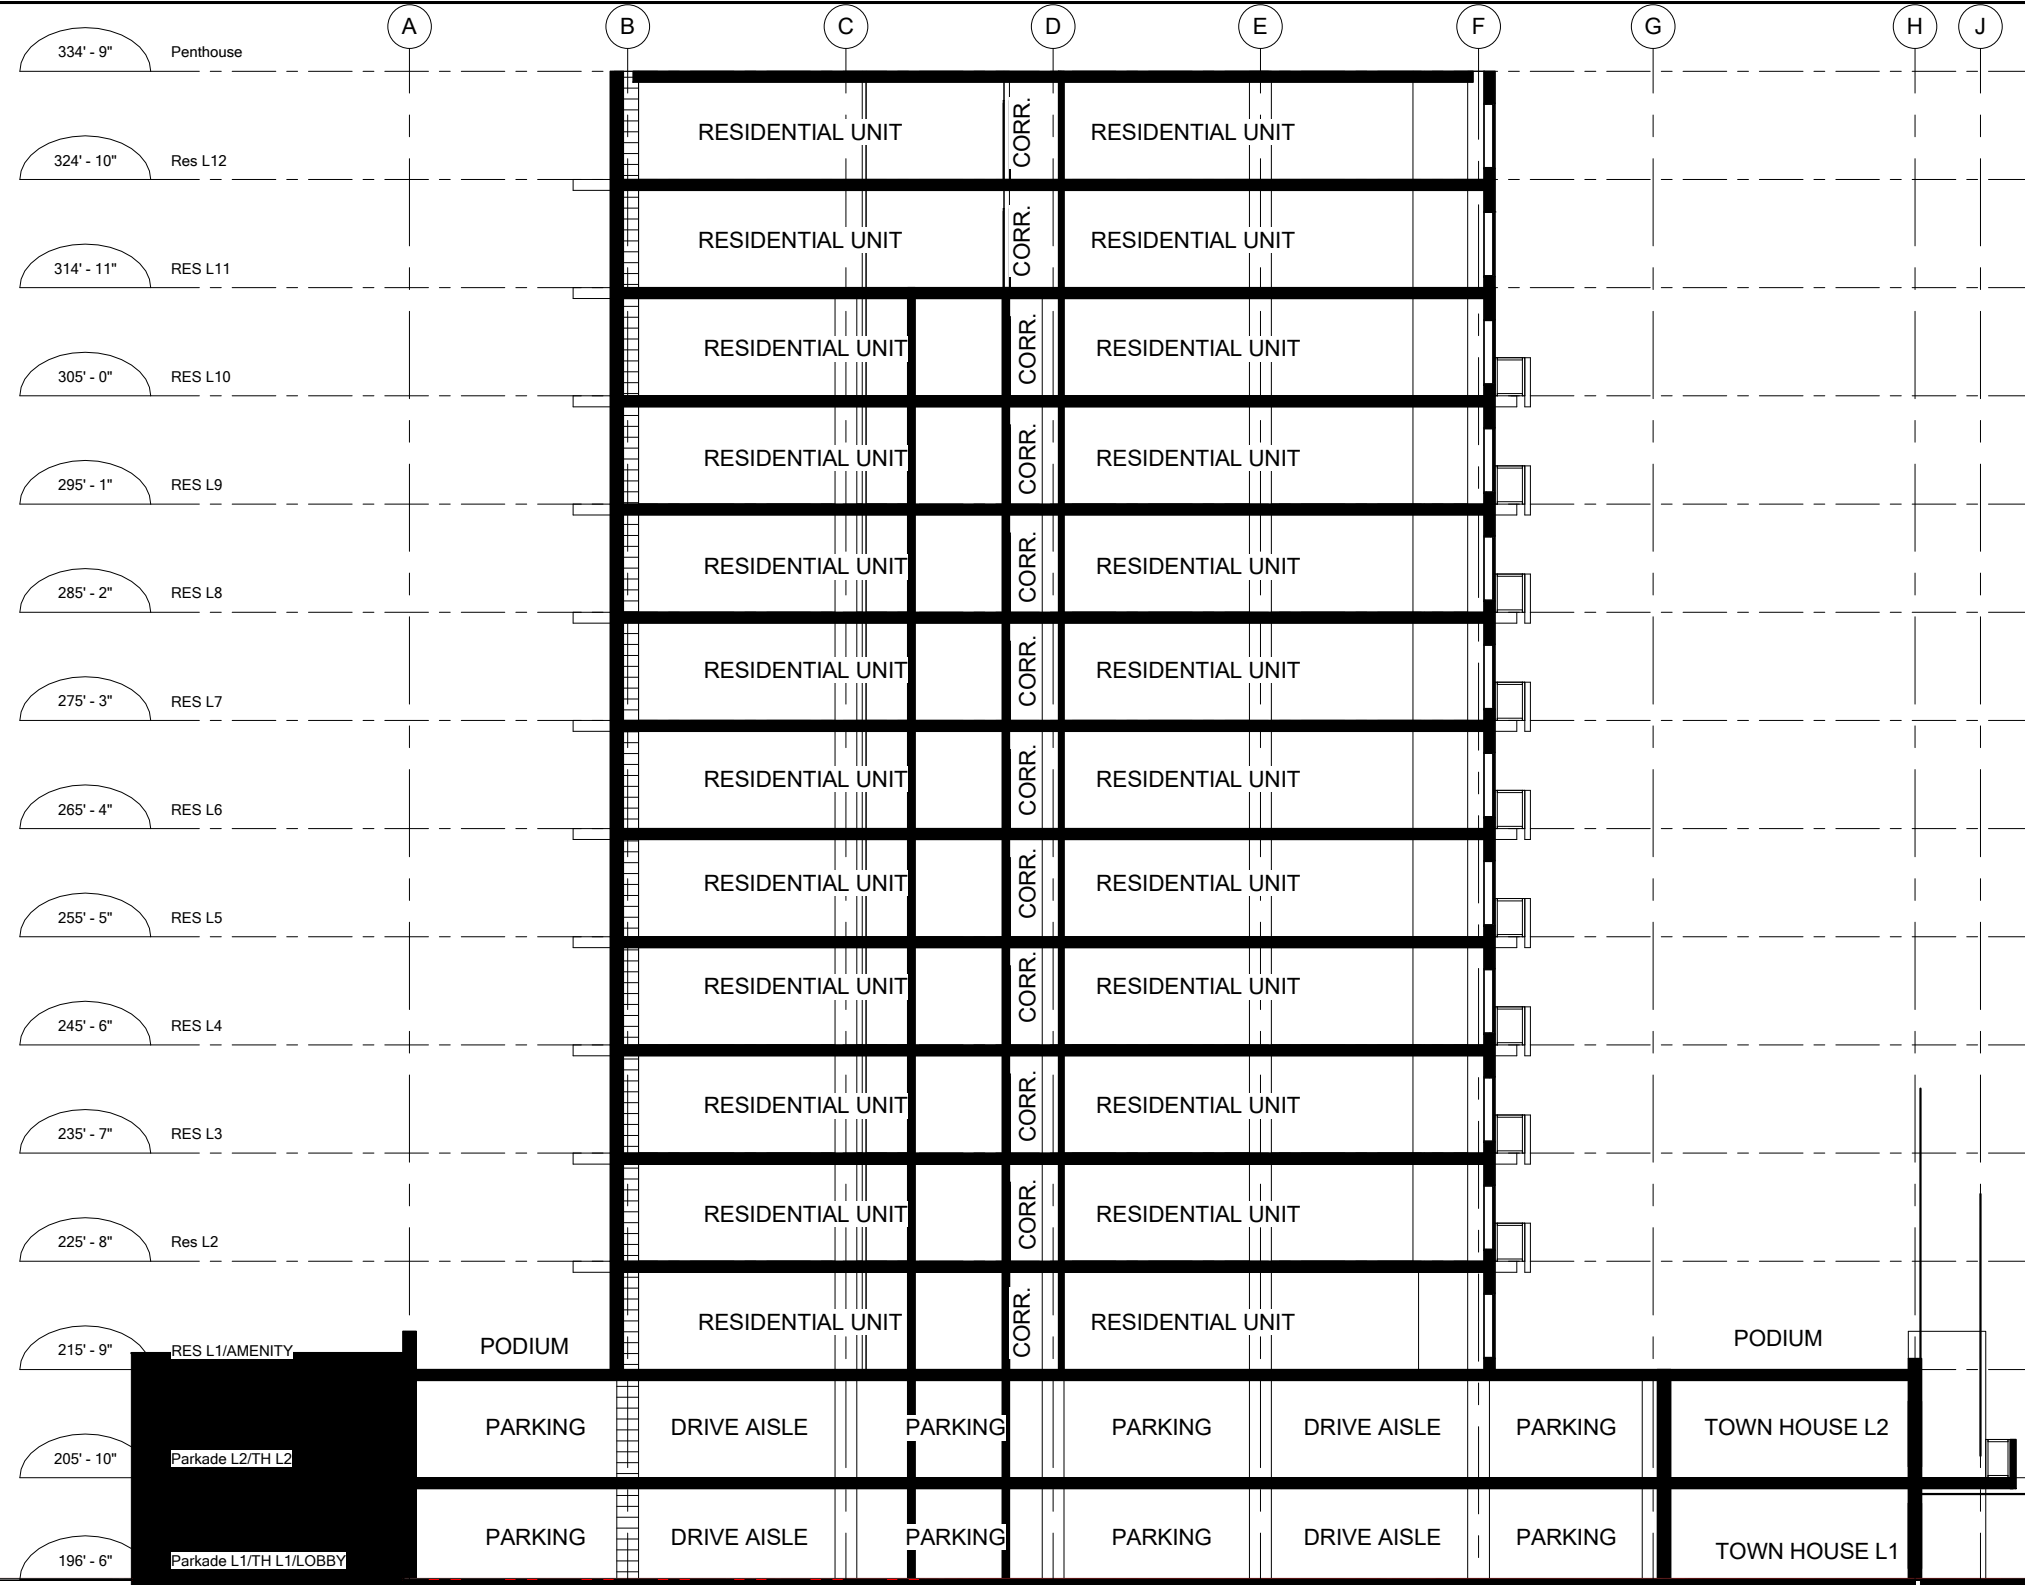 A B C D E F G H J
334' - 9" Penthouse
RESIDENTIAL UNIT CORR. RESIDENTIAL UNIT
324' - 10" Res L12
RESIDENTIAL UNIT CORR. RESIDENTIAL UNIT
314' - 11" RES L11
RESIDENTIAL UNIT CORR. RESIDENTIAL UNIT
305' - 0" RES L10
RESIDENTIAL UNIT CORR. RESIDENTIAL UNIT
295' - 1" RES L9
RESIDENTIAL UNIT CORR. RESIDENTIAL UNIT
285' - 2" RES L8
RESIDENTIAL UNIT CORR. RESIDENTIAL UNIT
275' - 3" RES L7
RESIDENTIAL UNIT CORR. RESIDENTIAL UNIT
265' - 4" RES L6
RESIDENTIAL UNIT CORR. RESIDENTIAL UNIT
255' - 5" RES L5
RESIDENTIAL UNIT CORR. RESIDENTIAL UNIT
245' - 6" RES L4
RESIDENTIAL UNIT CORR. RESIDENTIAL UNIT
235' - 7" RES L3
RESIDENTIAL UNIT CORR. RESIDENTIAL UNIT
225' - 8" Res L2
RESIDENTIAL UNIT CORR. RESIDENTIAL UNIT
PODIUM PODIUM
215' - 9" RES L1/AMENITY
PARKING DRIVE AISLE PARKING PARKING DRIVE AISLE PARKING TOWN HOUSE L2
205' - 10" Parkade L2/TH L2
PARKING DRIVE AISLE PARKING PARKING DRIVE AISLE PARKING TOWN HOUSE L1
196' - 6" Parkade L1/TH L1/LOBBY